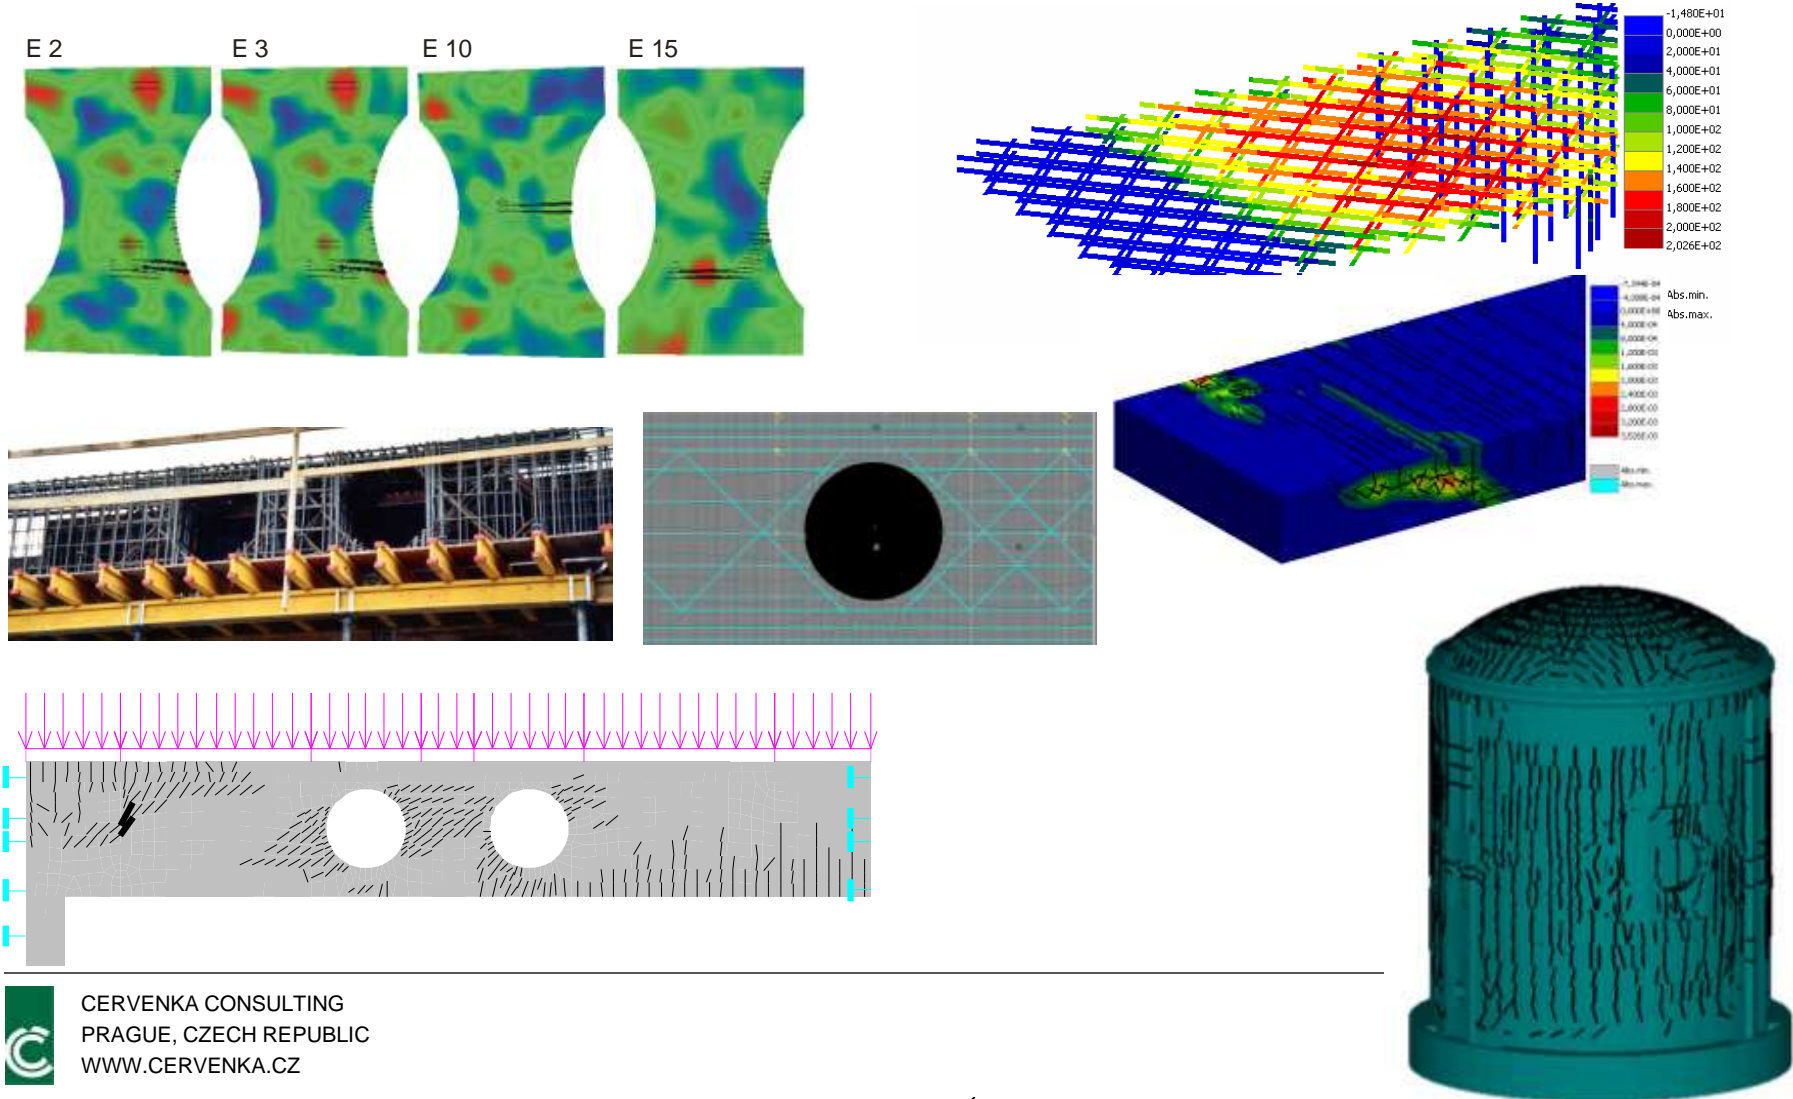 E 2
E 3
E 10
E 15
-1,480E+01
0,000E+00
2,000E+01
4,000E+01
6,000E+01
8,000E+01
1,000E+02
1,200E+02
1,400E+02
1,600E+02
1,800E+02
2,000E+02
2,026E+02
Abs.min.
Abs.max.
CERVENKA CONSULTING
PRAGUE, CZECH REPUBLIC
WWW.CERVENKA.CZ